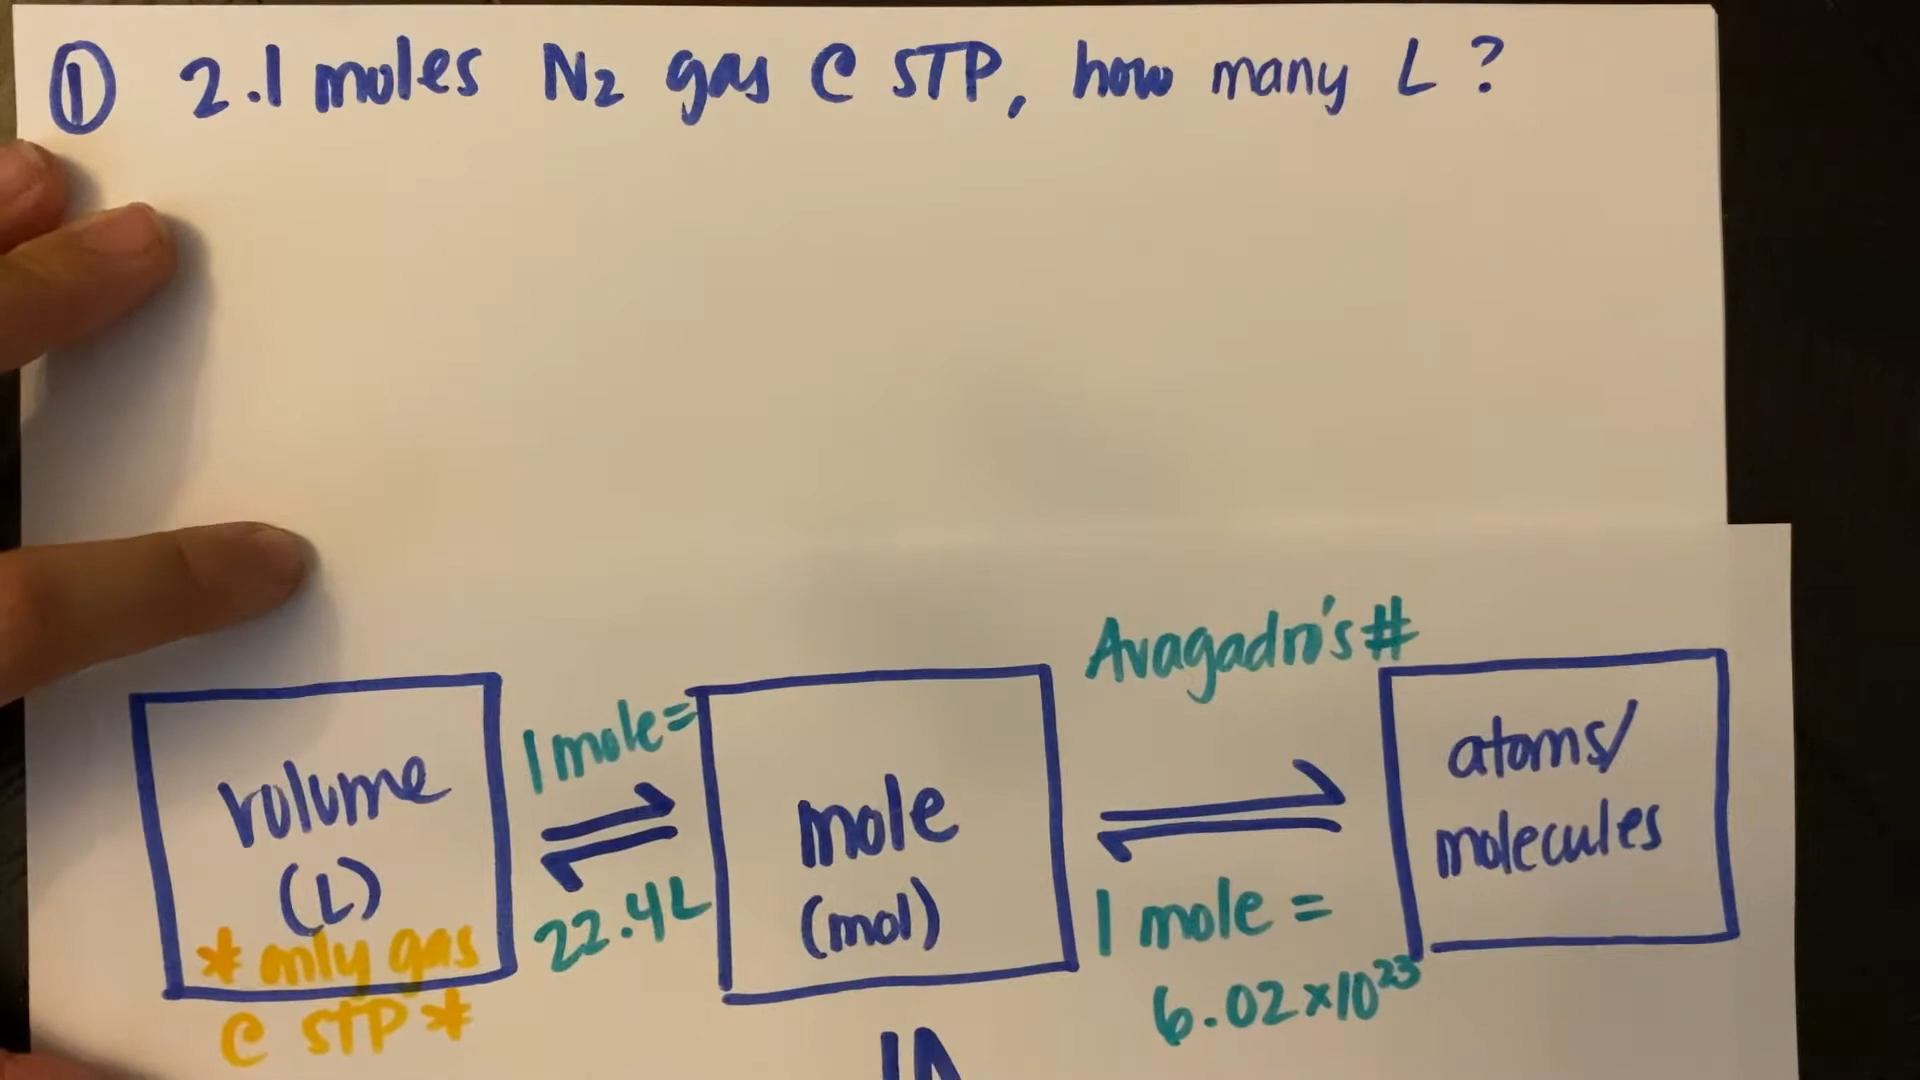 ① 2.1 moles N₂ gas @ STP, how many L?
Avagadro's #
1 mole =
22.4L
volume
(L)
* only gas
@ STP *
mole
(mol)
1 mole =
6.02 x 10²³
atoms/
molecules